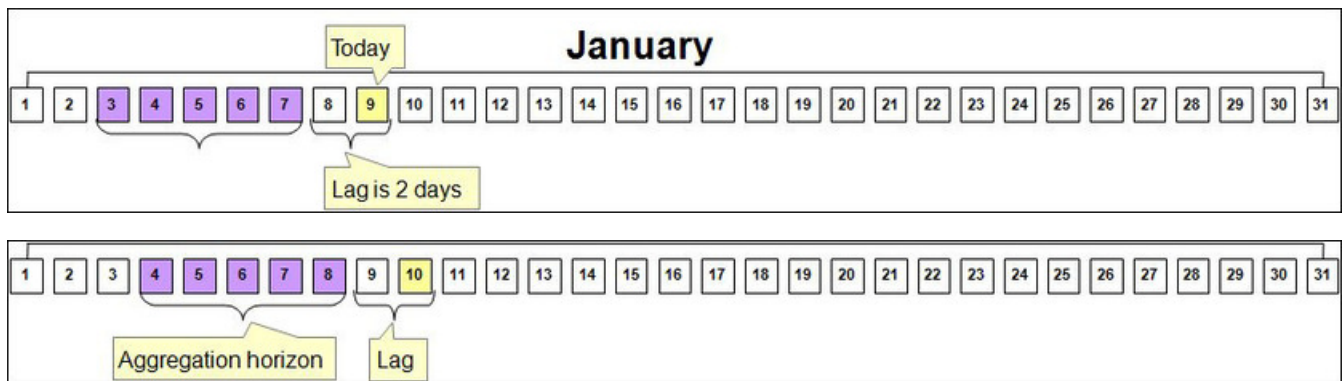 Today
January
1 2 3 4 5 6 7 8 9 10 11 12 13 14 15 16 17 18 19 20 21 22 23 24 25 26 27 28 29 30 31
Lag is 2 days
1 2 3 4 5 6 7 8 9 10 11 12 13 14 15 16 17 18 19 20 21 22 23 24 25 26 27 28 29 30 31
Aggregation horizon Lag